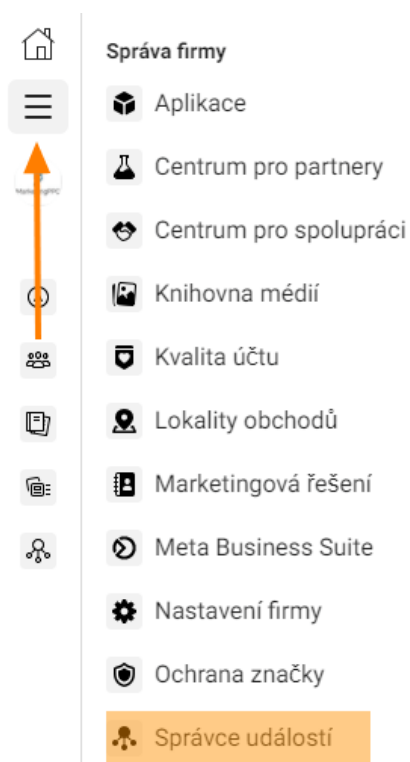 Správa firmy
Aplikace
Centrum pro partnery
Centrum pro spolupráci
Knihovna médií
Kvalita účtu
Lokality obchodů
Marketingová řešení
Meta Business Suite
Nastavení firmy
Ochrana značky
Správce událostí